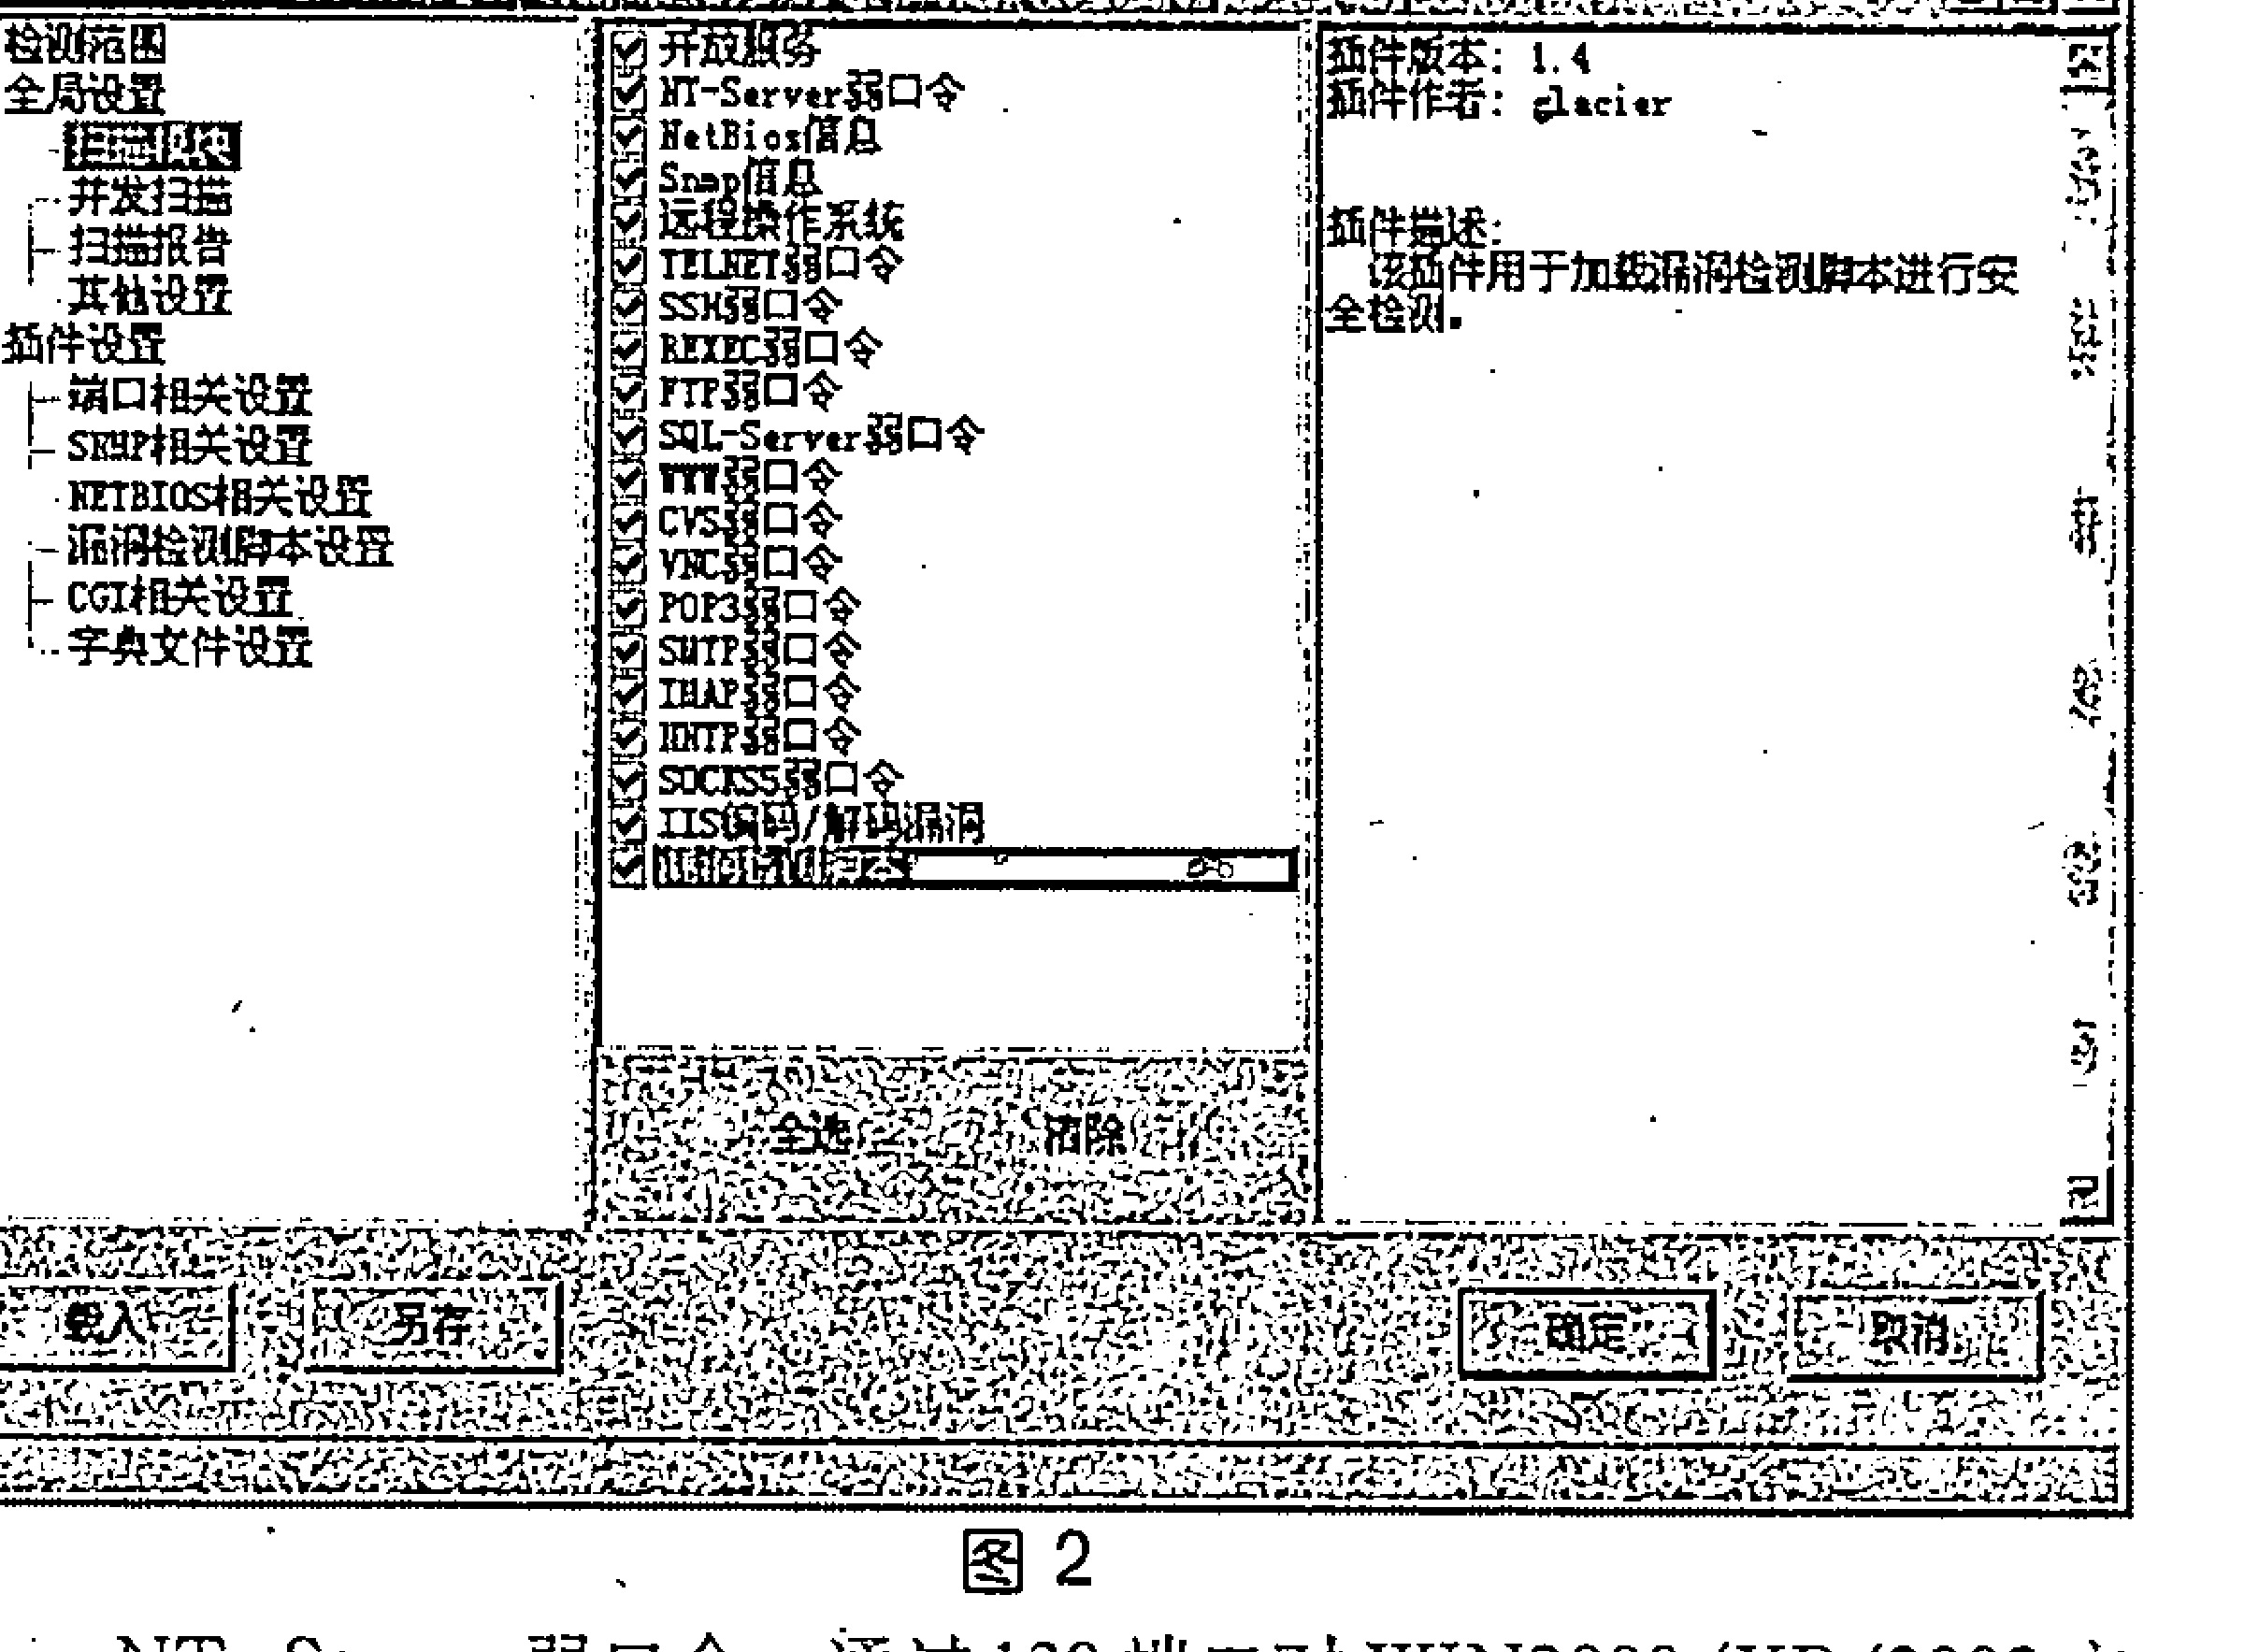 检测范围
全局设置
扫描模块
并发扫描
扫描报告
其他设置
插件设置
端口相关设置
SNMP相关设置
NETBIOS相关设置
漏洞检测脚本设置
CGI相关设置
字典文件设置
开放服务
NT-Server弱口令
NetBios信息
Snmp信息
远程操作系统
TELNET弱口令
SSH弱口令
REXEC弱口令
FTP弱口令
SQL-Server弱口令
WWW弱口令
CVS弱口令
VNC弱口令
POP3弱口令
SMTP弱口令
IMAP弱口令
NNTP弱口令
SOCKS5弱口令
IIS编码/解码漏洞
漏洞检测脚本
全选
清除
插件版本: 1.4
插件作者: glacier
插件描述:
该插件用于加载漏洞检测脚本进行安
全检测.
载入
另存
确定
取消
图 2